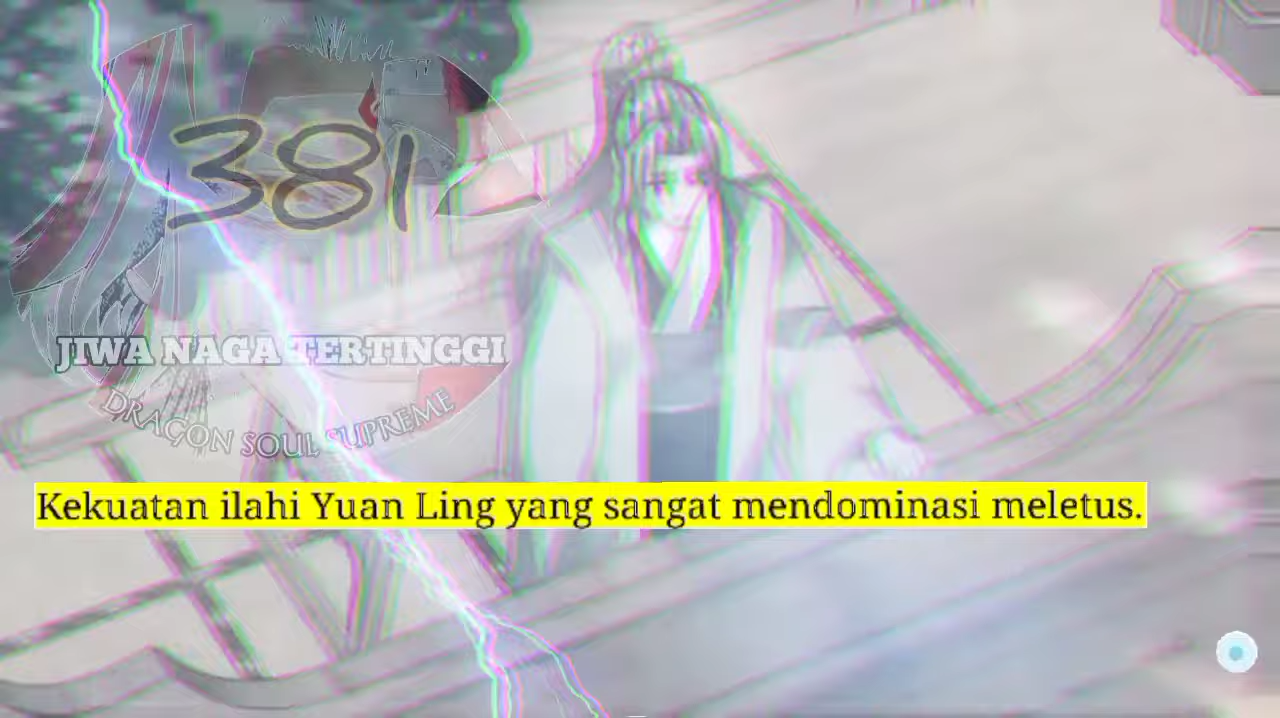 381
JIWA NAGA TERTINGGI
DRAGON SOUL SUPREME
Kekuatan ilahi Yuan Ling yang sangat mendominasi meletus.